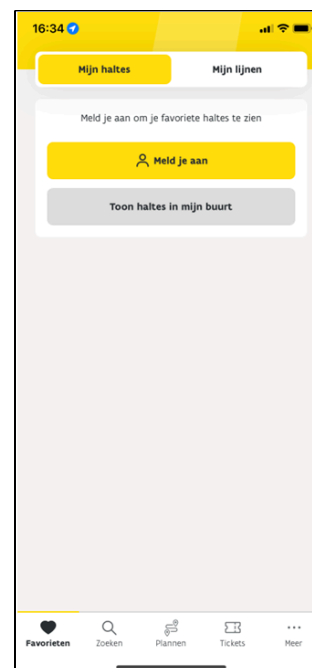 16:34
Mijn haltes
Mijn lijnen
Meld je aan om je favoriete haltes te zien
Meld je aan
Toon haltes in mijn buurt
Favorieten
Zoeken
Plannen
Tickets
Meer